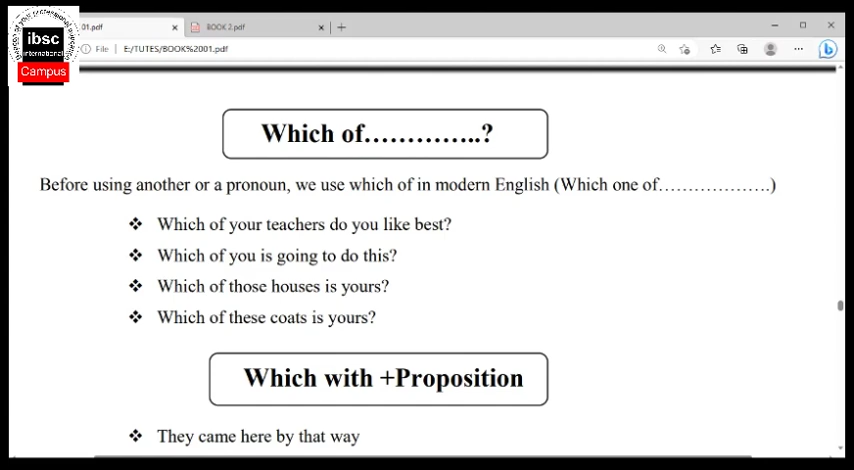 01.pdf
BOOK 2.pdf
ibsc
international
Campus
File
E:/TUTES/BOOK%2001.pdf
Which of…………..?
Before using another or a pronoun, we use which of in modern English (Which one of……………….)
❖ Which of your teachers do you like best?
❖ Which of you is going to do this?
❖ Which of those houses is yours?
❖ Which of these coats is yours?
Which with +Proposition
❖ They came here by that way